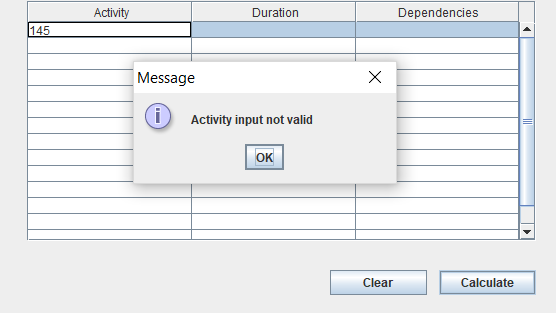 Activity Duration Dependencies
145
Message
Activity input not valid
OK
Clear Calculate